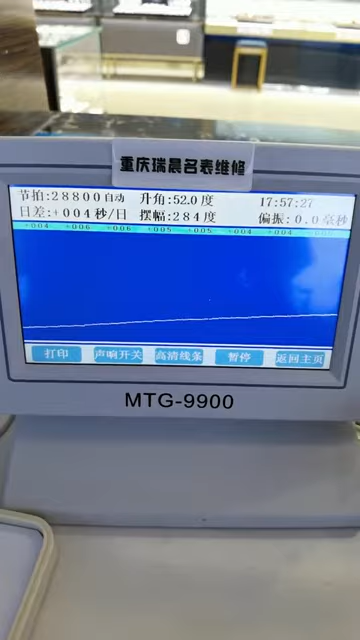 重庆瑞晨名表维修
节拍:28800自动 升角:52.0度 17:57:27
日差:+004秒/日 摆幅:284度 偏振:0.0毫秒
+004 +006 +006 +005 +005 +004 +004
打印 声响开关 高清线条 暂停 返回主页
MTG-9900